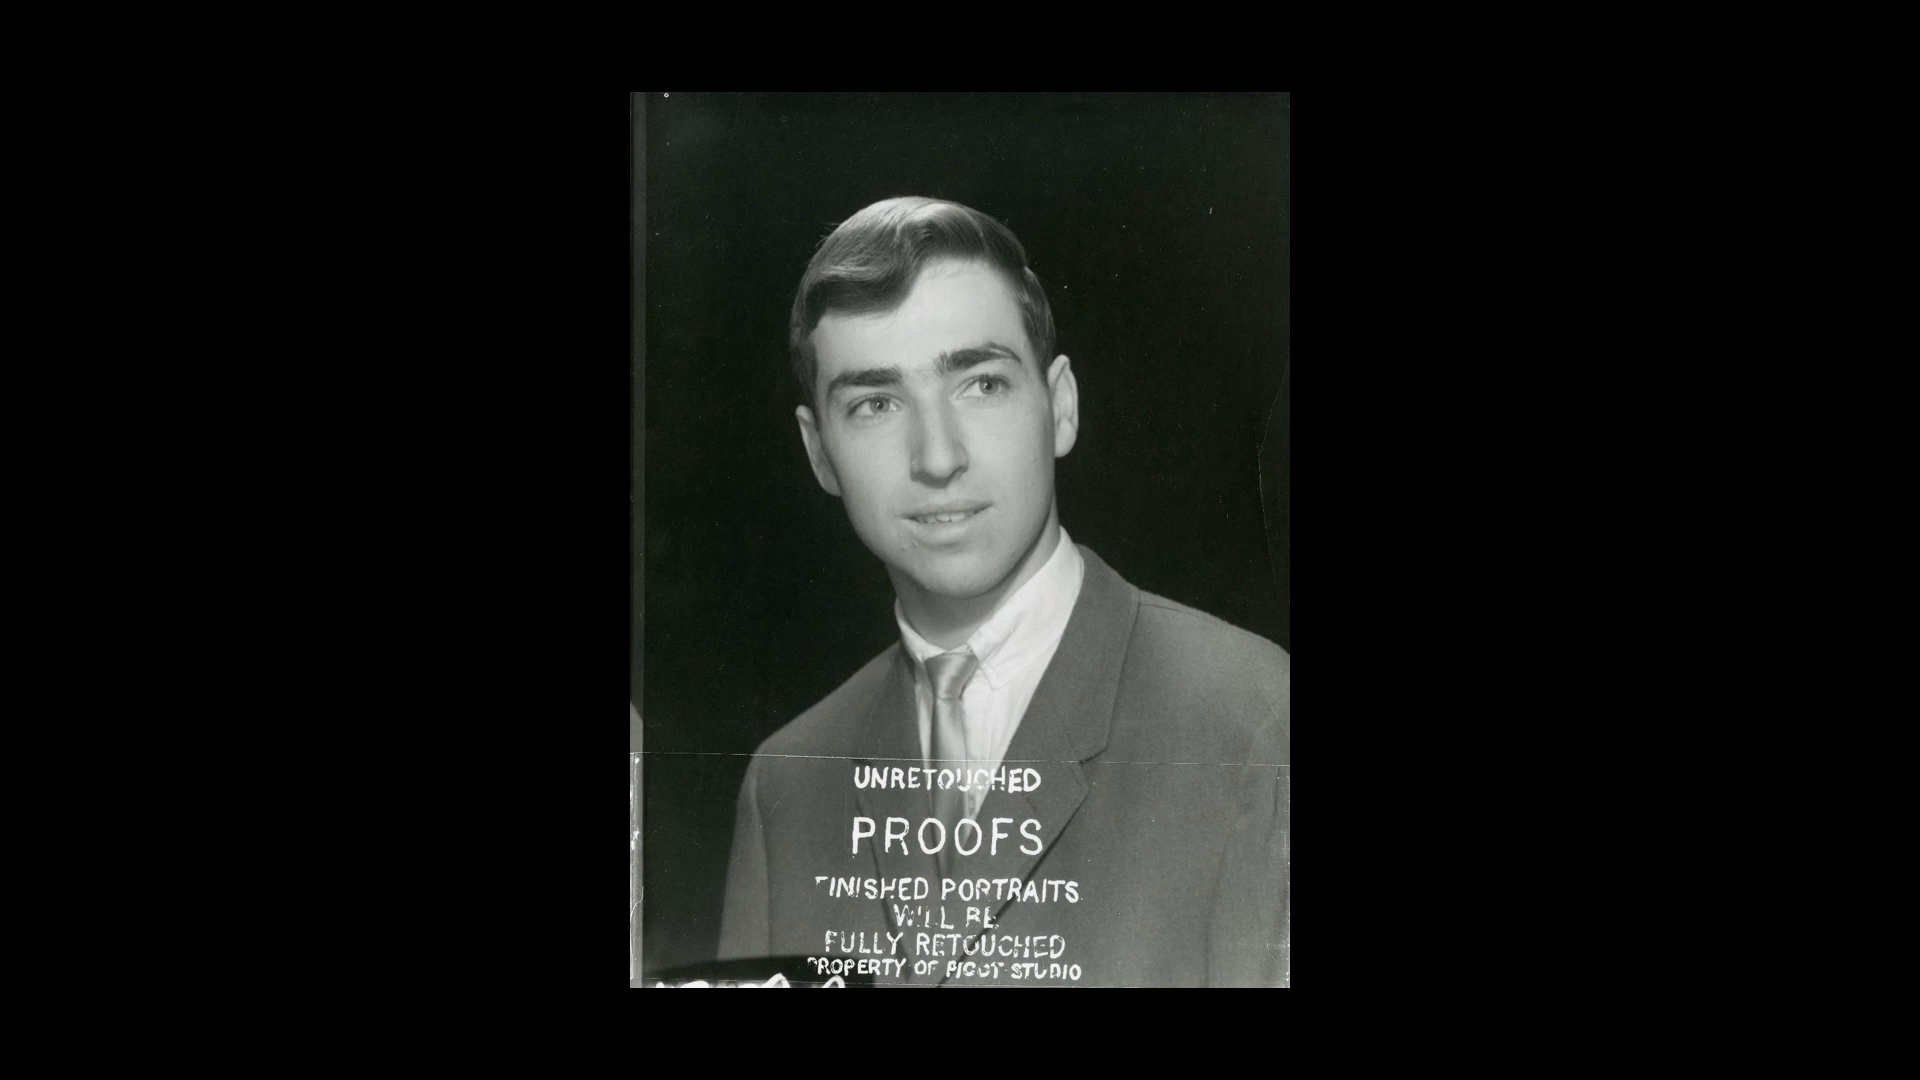 UNRETOUCHED
PROOFS
FINISHED PORTRAITS
WILL BE
FULLY RETOUCHED
PROPERTY OF PIGOT STUDIO